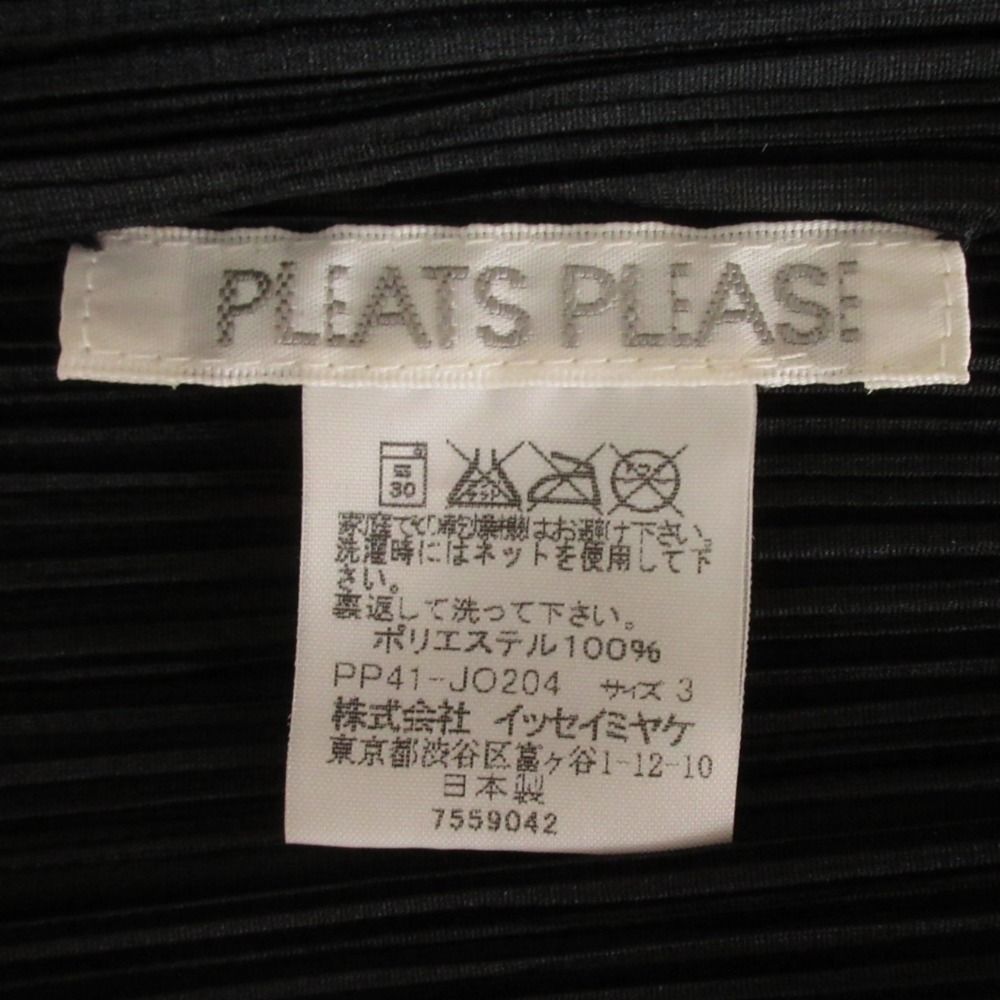 PLEATS PLEASE
弱 30
家庭での乾燥機はお避け下さい。
洗濯時にはネットを使用して下
さい。
裏返して洗って下さい。
ポリエステル100%
PP41-JO204 サイズ 3
株式会社 イッセイミヤケ
東京都渋谷区富ヶ谷1-12-10
日本製
7559042